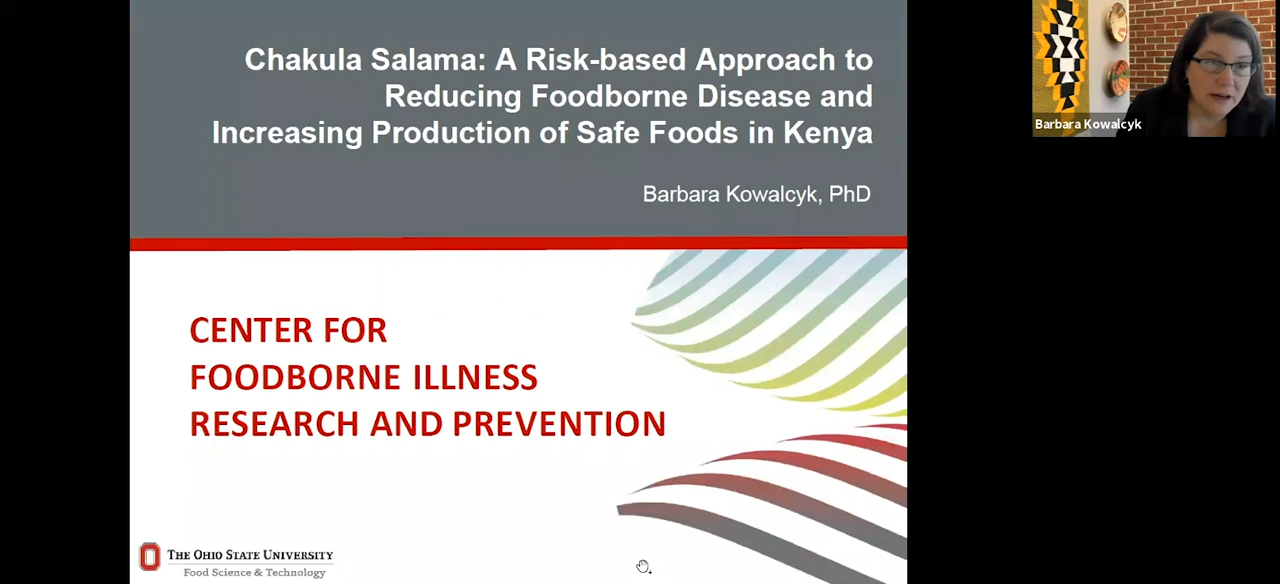 Chakula Salama: A Risk-based Approach to
Reducing Foodborne Disease and
Increasing Production of Safe Foods in Kenya
Barbara Kowalcyk, PhD
CENTER FOR
FOODBORNE ILLNESS
RESEARCH AND PREVENTION
THE OHIO STATE UNIVERSITY
Food Science & Technology
Barbara Kowalcyk